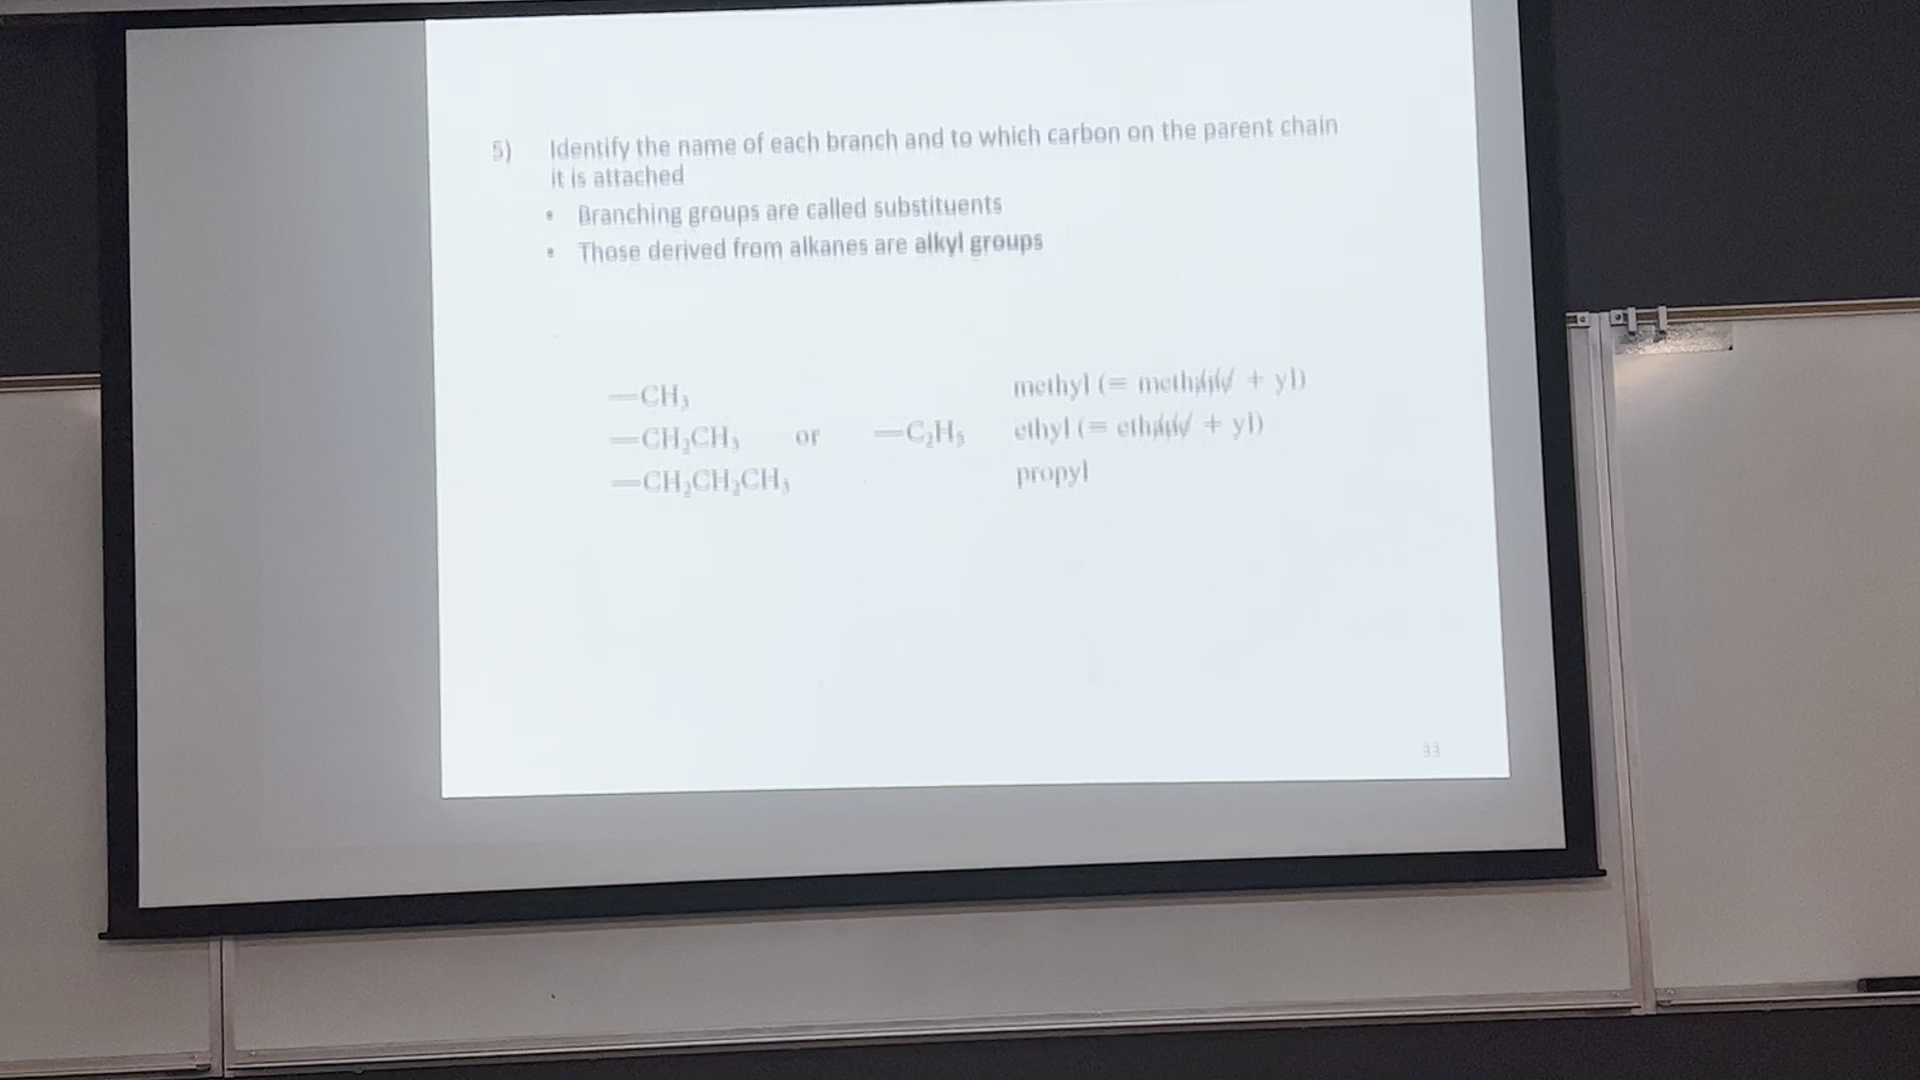 5) Identify the name of each branch and to which carbon on the parent chain
it is attached
• Branching groups are called substituents
• Those derived from alkanes are alkyl groups
—CH₃ methyl (= methane + yl)
—CH₂CH₃ or —C₂H₅ ethyl (= ethane + yl)
—CH₂CH₂CH₃ propyl
33